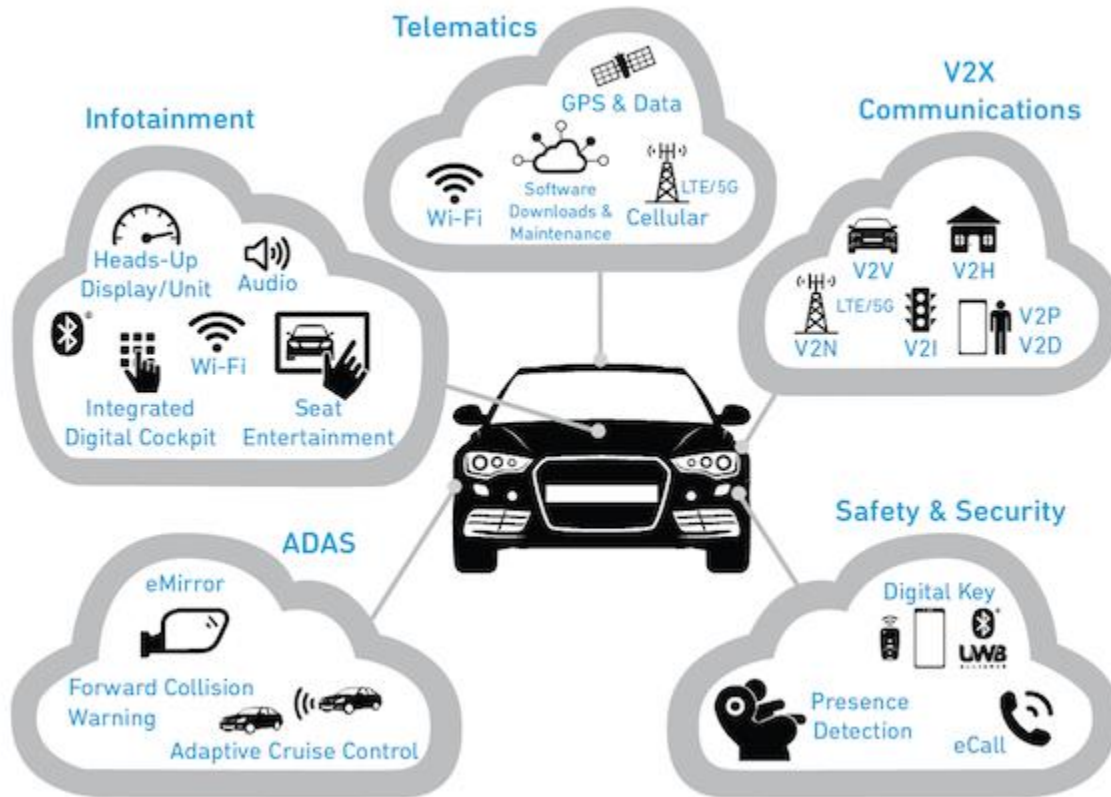 Telematics
GPS & Data
Wi-Fi
Software
Downloads &
Maintenance
LTE/5G
Cellular
Infotainment
Heads-Up
Display/Unit
Audio
Wi-Fi
Integrated
Digital Cockpit
Seat
Entertainment
V2X
Communications
V2V
V2H
LTE/5G
V2N
V2I
V2P
V2D
ADAS
eMirror
Forward Collision
Warning
Adaptive Cruise Control
Safety & Security
Digital Key
UWB
ALLIANCE
Presence
Detection
eCall